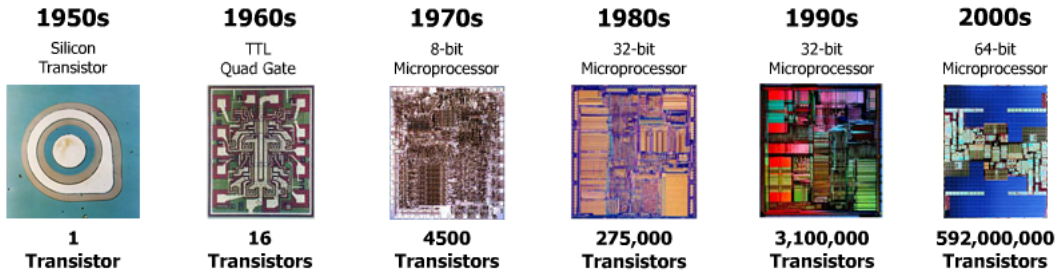 1950s
Silicon
Transistor
1
Transistor
1960s
TTL
Quad Gate
16
Transistors
1970s
8-bit
Microprocessor
4500
Transistors
1980s
32-bit
Microprocessor
275,000
Transistors
1990s
32-bit
Microprocessor
3,100,000
Transistors
2000s
64-bit
Microprocessor
592,000,000
Transistors